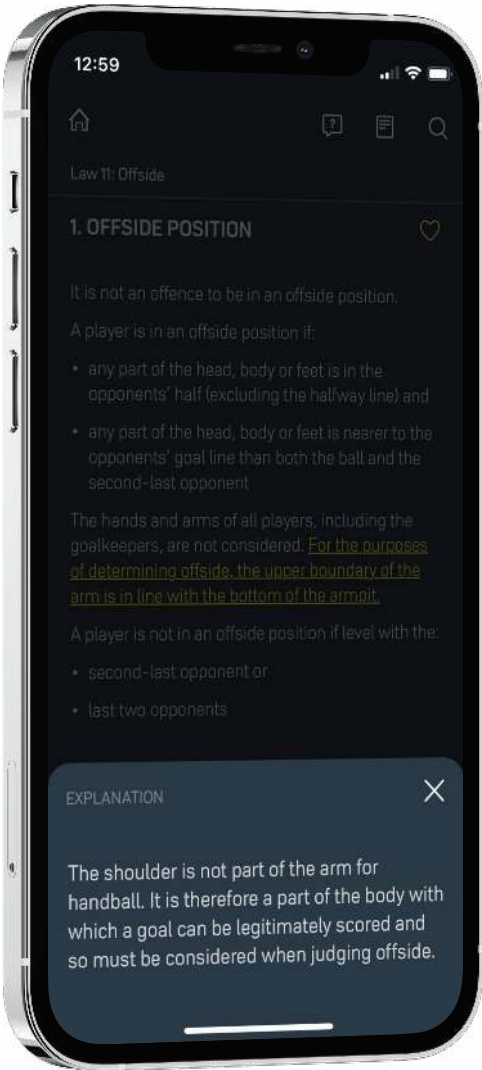 12:59
Law 11: Offside
1. OFFSIDE POSITION
It is not an offence to be in an offside position.
A player is in an offside position if:
• any part of the head, body or feet is in the
opponents' half (excluding the halfway line) and
• any part of the head, body or feet is nearer to the
opponents' goal line than both the ball and the
second-last opponent
The hands and arms of all players, including the
goalkeepers, are not considered. For the purposes
of determining offside, the upper boundary of the
arm is in line with the bottom of the armpit.
A player is not in an offside position if level with the:
• second-last opponent or
• last two opponents
EXPLANATION
The shoulder is not part of the arm for
handball. It is therefore a part of the body with
which a goal can be legitimately scored and
so must be considered when judging offside.